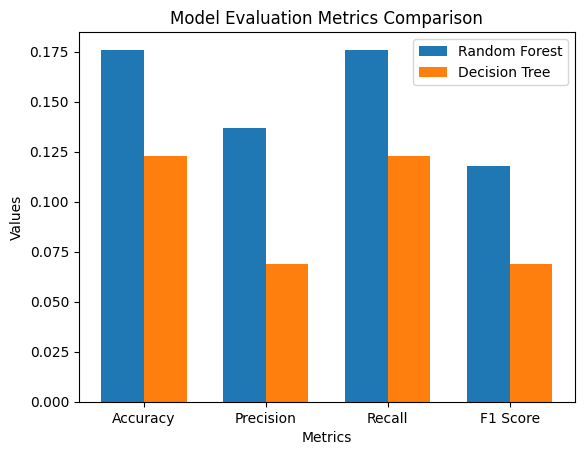 Model Evaluation Metrics Comparison
Random Forest
Decision Tree
Values
0.175
0.150
0.125
0.100
0.075
0.050
0.025
0.000
Accuracy Precision Recall F1 Score
Metrics